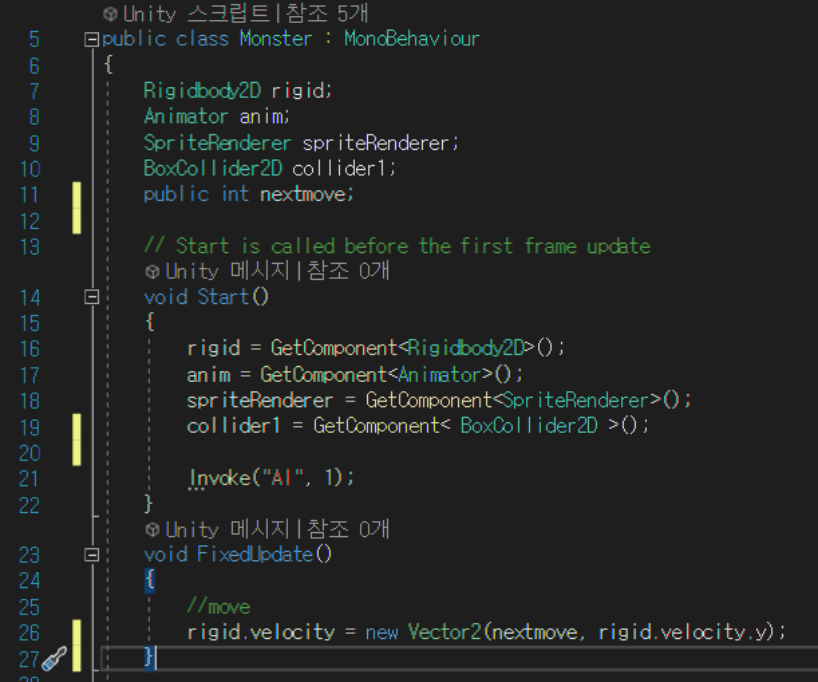 Unity 스크립트|참조 5개
5 public class Monster : MonoBehaviour
6 {
7 Rigidbody2D rigid;
8 Animator anim;
9 SpriteRenderer spriteRenderer;
10 BoxCollider2D collider1;
11 public int nextmove;
12
13 // Start is called before the first frame update
Unity 메시지|참조 0개
14 void Start()
15 {
16 rigid = GetComponent<Rigidbody2D>();
17 anim = GetComponent<Animator>();
18 spriteRenderer = GetComponent<SpriteRenderer>();
19 collider1 = GetComponent< BoxCollider2D >();
20
21 Invoke("AI", 1);
22 }
Unity 메시지|참조 0개
23 void FixedUpdate()
24 {
25 //move
26 rigid.velocity = new Vector2(nextmove, rigid.velocity.y);
27 }